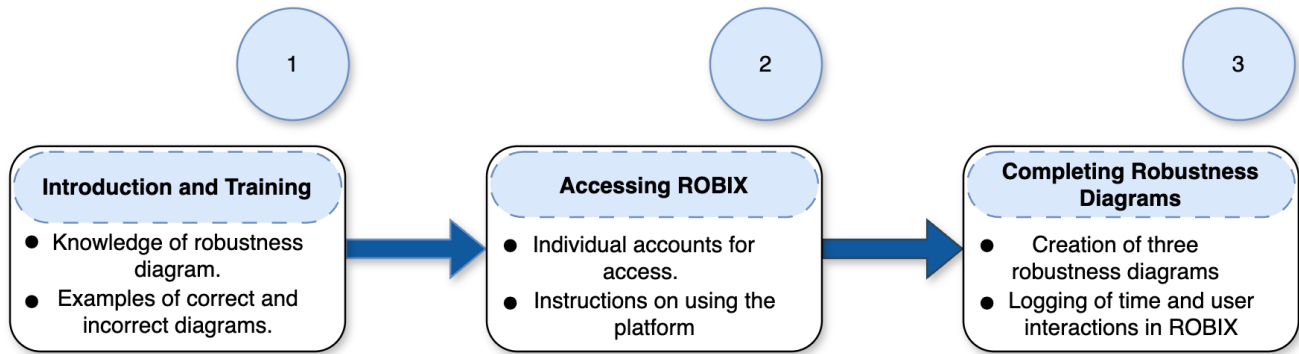 1
2
3
Introduction and Training
Knowledge of robustness
diagram.
Examples of correct and
incorrect diagrams.
Accessing ROBIX
Individual accounts for
access.
Instructions on using the
platform
Completing Robustness
Diagrams
Creation of three
robustness diagrams
Logging of time and user
interactions in ROBIX